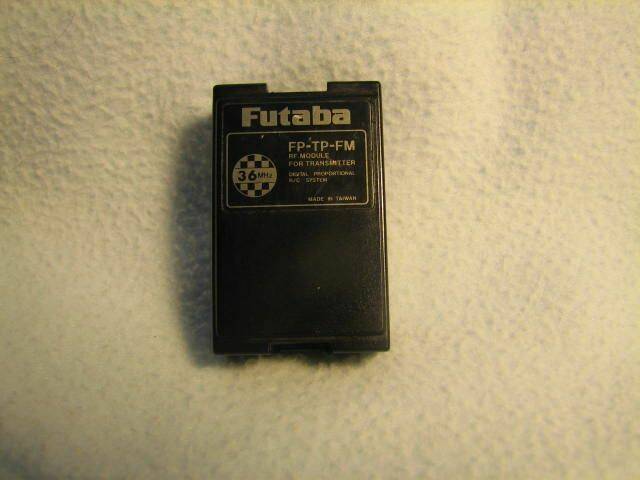 Futaba
FP-TP-FM
RF MODULE
FOR TRANSMITTER
36MHz
DIGITAL PROPORTIONAL
R/C SYSTEM
MADE IN TAIWAN